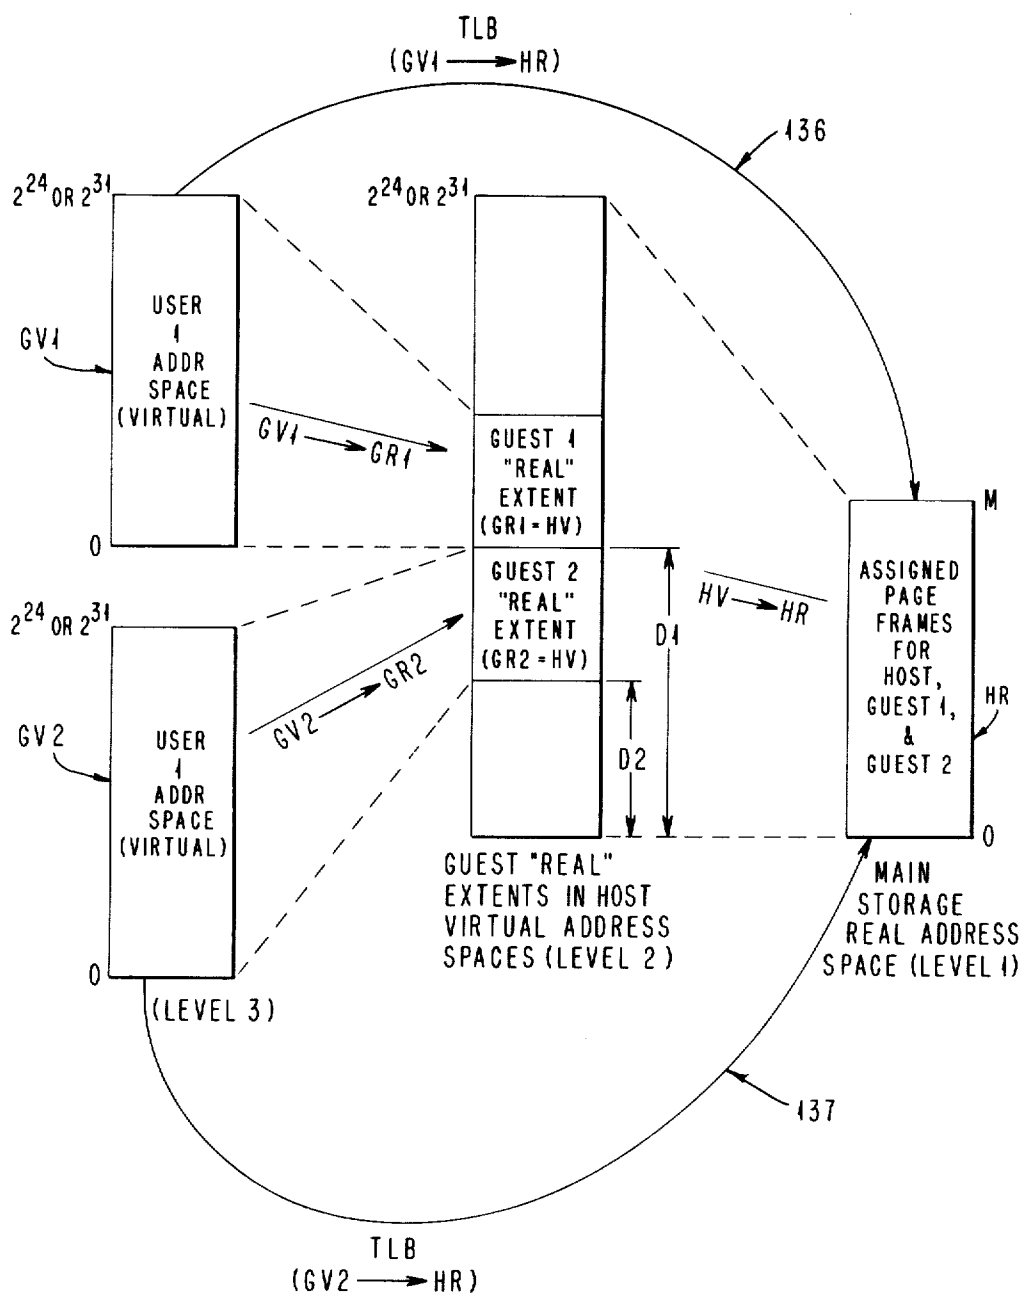 TLB
(GV1 → HR)
136
2^24 OR 2^31
2^24 OR 2^31
USER
1
ADDR
SPACE
(VIRTUAL)
GV1
GV1 → GR1
GUEST 1
"REAL"
EXTENT
(GR1=HV)
M
0
GUEST 2
"REAL"
EXTENT
(GR2=HV)
HV → HR
ASSIGNED
PAGE
FRAMES
FOR
HOST,
GUEST 1,
&
GUEST 2
HR
0
D1
D2
2^24 OR 2^31
GV2 → GR2
GV2
USER
1
ADDR
SPACE
(VIRTUAL)
0
(LEVEL 3)
GUEST "REAL"
EXTENTS IN HOST
VIRTUAL ADDRESS
SPACES (LEVEL 2)
MAIN
STORAGE
REAL ADDRESS
SPACE (LEVEL 1)
137
TLB
(GV2 → HR)